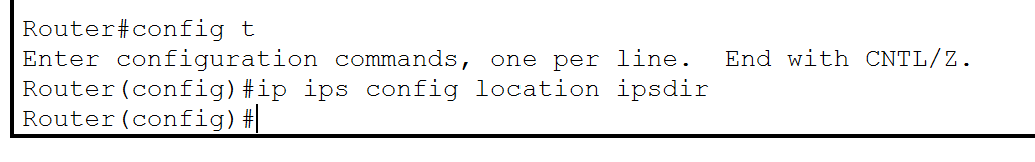 Router#config t
Enter configuration commands, one per line.  End with CNTL/Z.
Router(config)#ip ips config location ipsdir
Router(config)#